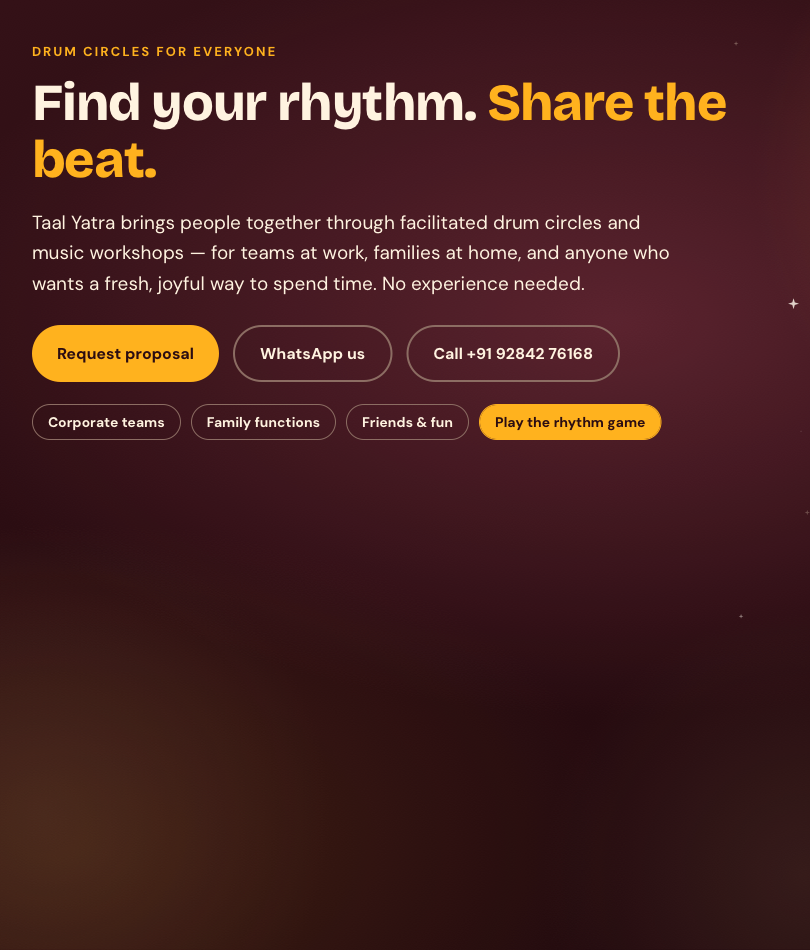 DRUM CIRCLES FOR EVERYONE
Find your rhythm. Share the
beat.
Taal Yatra brings people together through facilitated drum circles and
music workshops — for teams at work, families at home, and anyone who
wants a fresh, joyful way to spend time. No experience needed.
Request proposal
WhatsApp us
Call +91 92842 76168
Corporate teams
Family functions
Friends & fun
Play the rhythm game